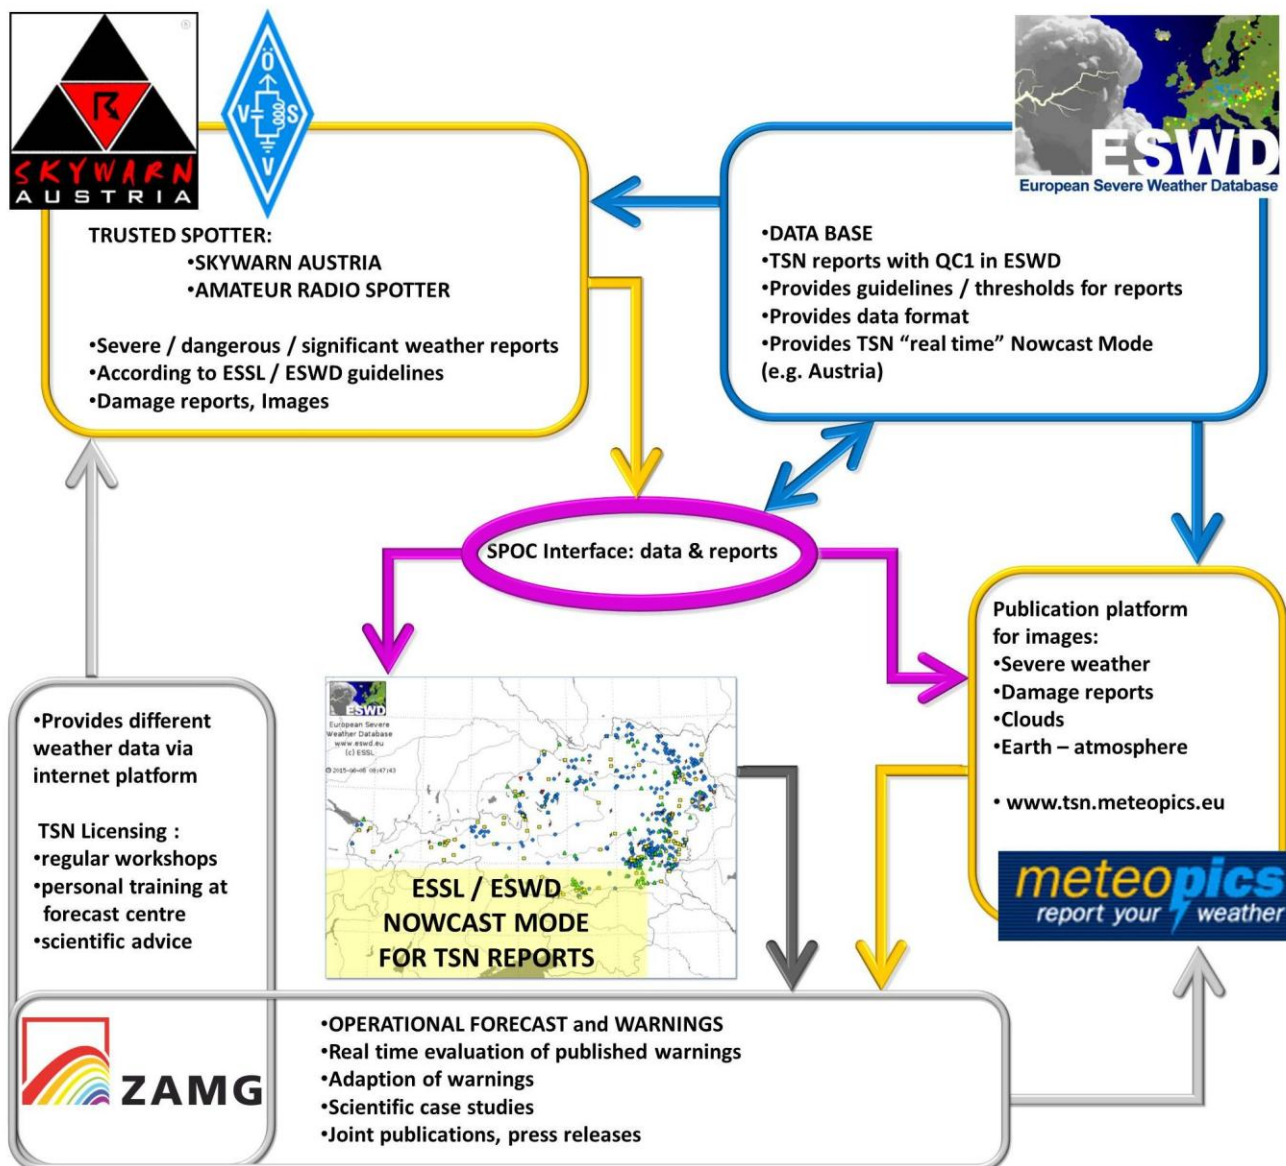 ®
SKYWARN
AUSTRIA
Ö
V S
V
ESWD
European Severe Weather Database
TRUSTED SPOTTER:
•SKYWARN AUSTRIA
•AMATEUR RADIO SPOTTER
•Severe / dangerous / significant weather reports
•According to ESSL / ESWD guidelines
•Damage reports, Images
•DATA BASE
•TSN reports with QC1 in ESWD
•Provides guidelines / thresholds for reports
•Provides data format
•Provides TSN “real time” Nowcast Mode
(e.g. Austria)
SPOC Interface: data & reports
Publication platform
for images:
•Severe weather
•Damage reports
•Clouds
•Earth – atmosphere
• www.tsn.meteopics.eu
meteopics
report your weather
•Provides different
weather data via
internet platform
TSN Licensing :
•regular workshops
•personal training at
forecast centre
•scientific advice
ESWD
European Severe
Weather Database
www.eswd.eu
(c) ESSL
ESSL / ESWD
NOWCAST MODE
FOR TSN REPORTS
ZAMG
•OPERATIONAL FORECAST and WARNINGS
•Real time evaluation of published warnings
•Adaption of warnings
•Scientific case studies
•Joint publications, press releases